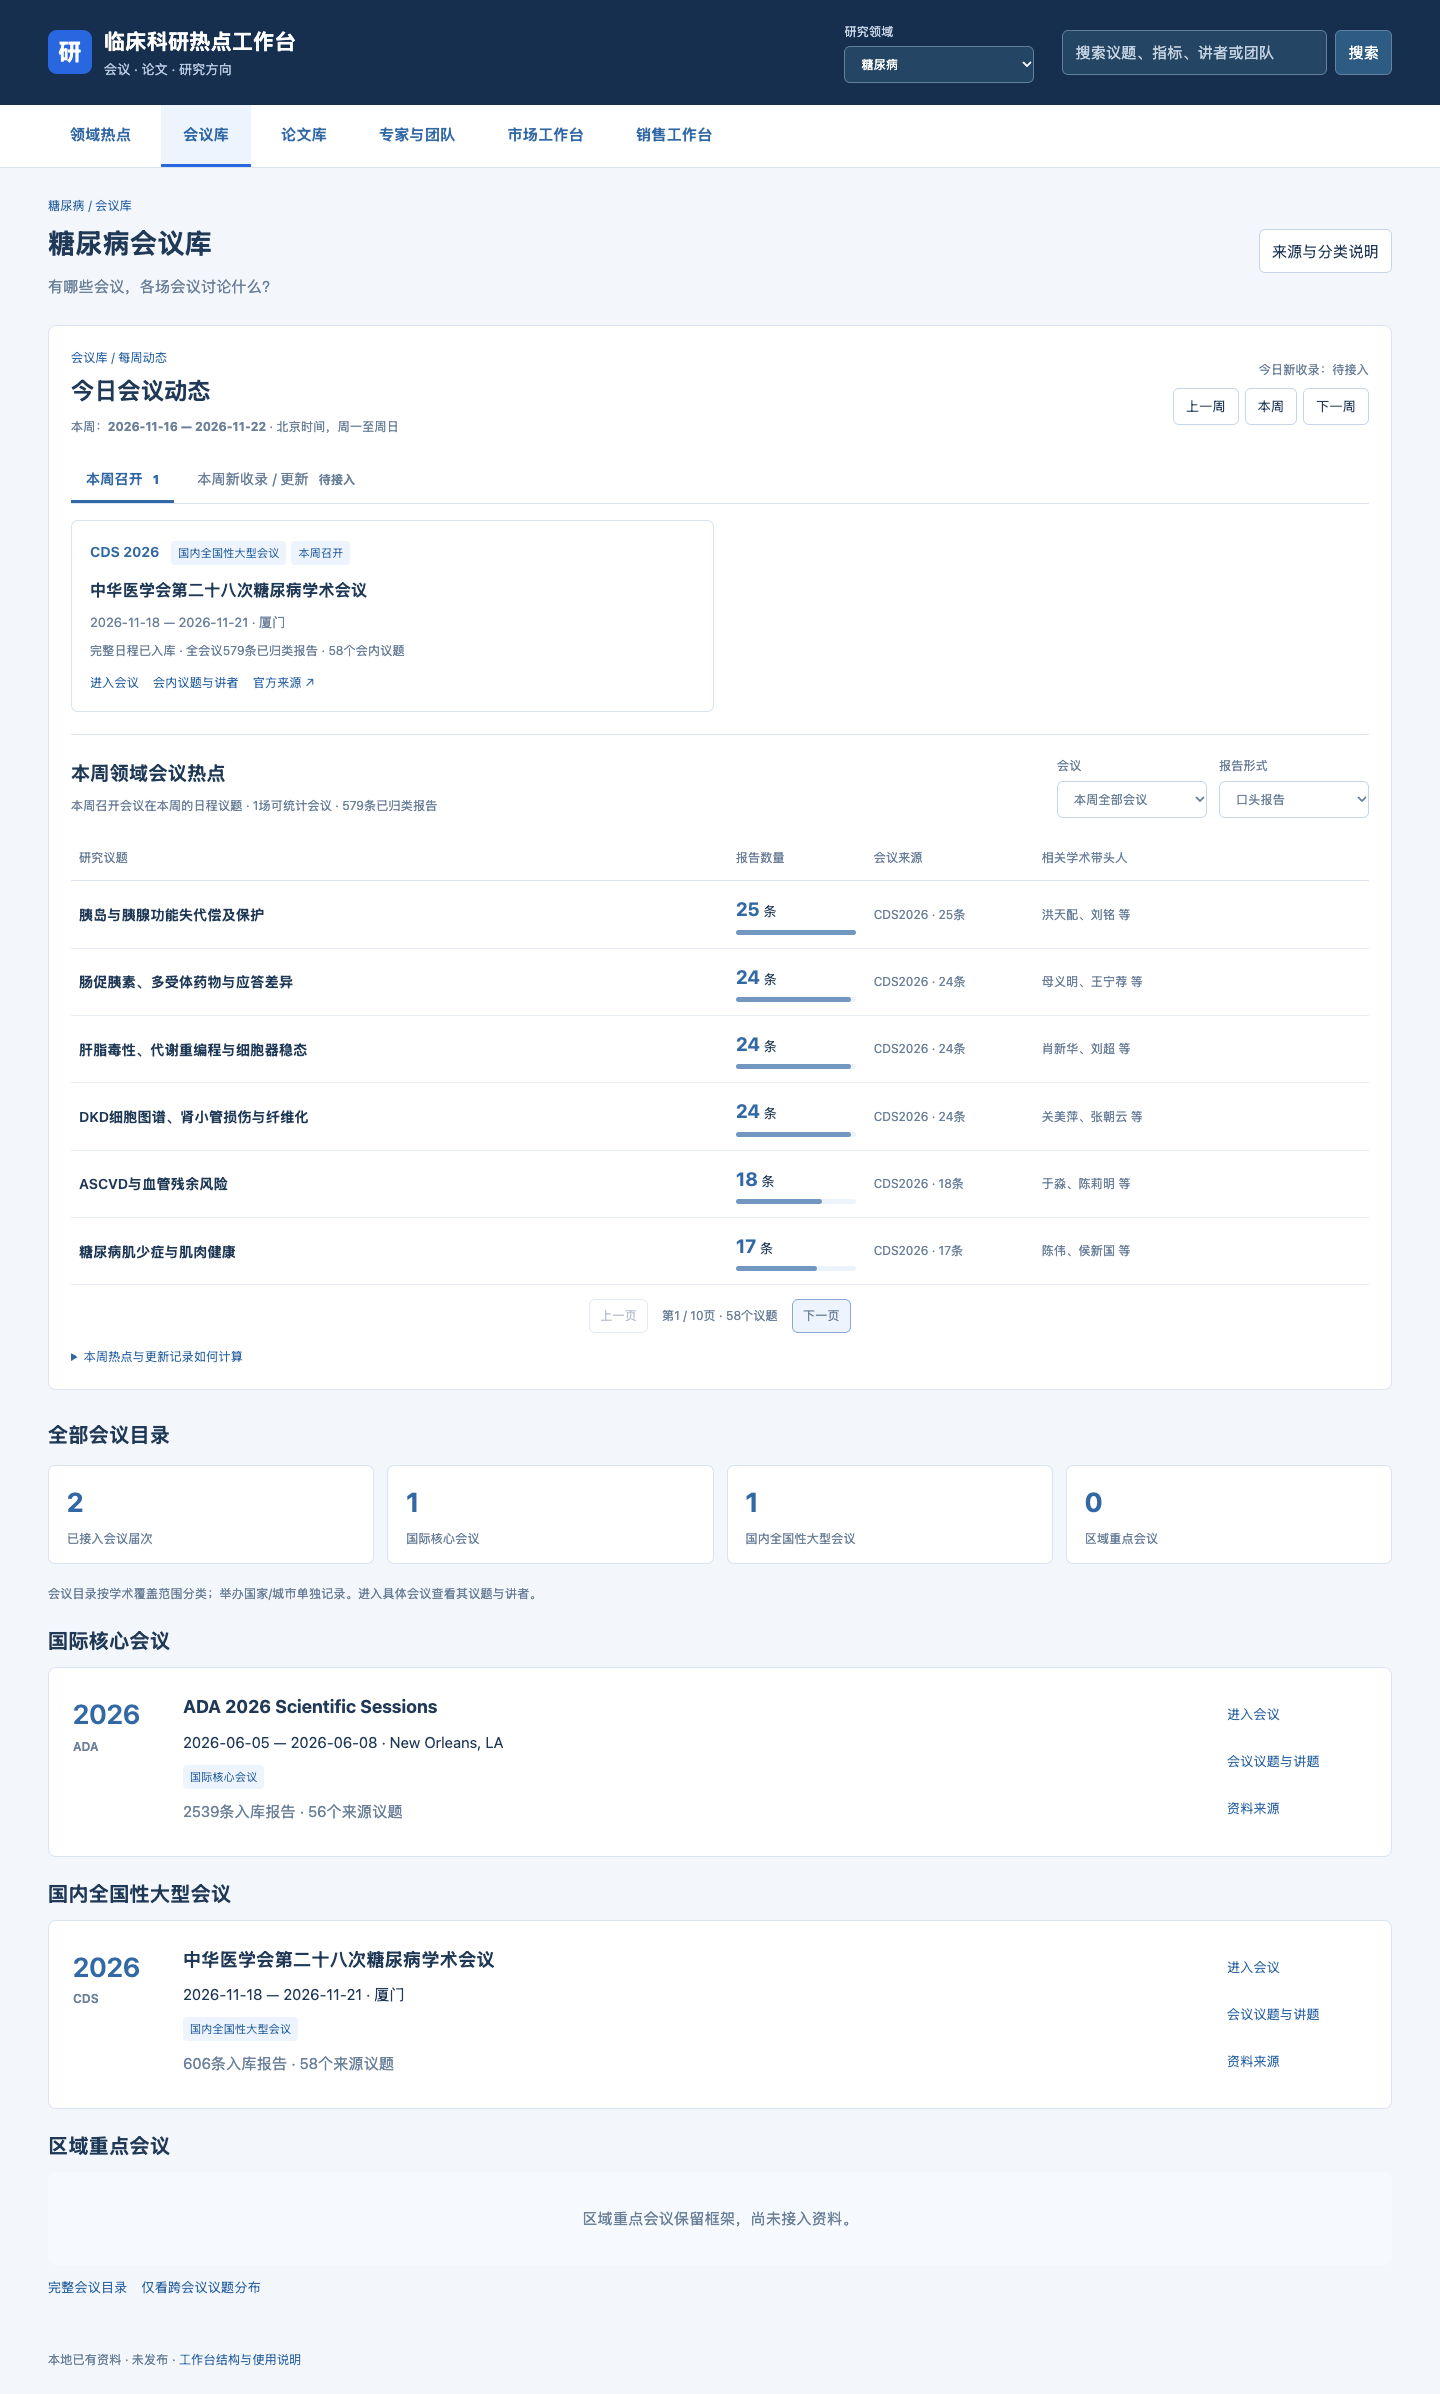 研
临床科研热点工作台
会议 · 论文 · 研究方向
研究领域
糖尿病
搜索议题、指标、讲者或团队
搜索
领域热点
会议库
论文库
专家与团队
市场工作台
销售工作台
糖尿病 / 会议库
糖尿病会议库
有哪些会议，各场会议讨论什么？
来源与分类说明
会议库 / 每周动态
今日会议动态
本周：2026-11-16 — 2026-11-22 · 北京时间，周一至周日
今日新收录：待接入
上一周
本周
下一周
本周召开 1
本周新收录 / 更新 待接入
CDS 2026 国内全国性大型会议 本周召开
中华医学会第二十八次糖尿病学术会议
2026-11-18 — 2026-11-21 · 厦门
完整日程已入库 · 全会议579条已归类报告 · 58个会内议题
进入会议 会内议题与讲者 官方来源 ↗
本周领域会议热点
本周召开会议在本周的日程议题 · 1场可统计会议 · 579条已归类报告
会议
本周全部会议
报告形式
口头报告
研究议题 报告数量 会议来源 相关学术带头人
胰岛与胰腺功能失代偿及保护 25 条 CDS2026 · 25条 洪天配、刘铭 等
肠促胰素、多受体药物与应答差异 24 条 CDS2026 · 24条 母义明、王宁荐 等
肝脂毒性、代谢重编程与细胞器稳态 24 条 CDS2026 · 24条 肖新华、刘超 等
DKD细胞图谱、肾小管损伤与纤维化 24 条 CDS2026 · 24条 关美萍、张朝云 等
ASCVD与血管残余风险 18 条 CDS2026 · 18条 于淼、陈莉明 等
糖尿病肌少症与肌肉健康 17 条 CDS2026 · 17条 陈伟、侯新国 等
上一页 第1 / 10页 · 58个议题 下一页
▶ 本周热点与更新记录如何计算
全部会议目录
2
已接入会议届次
1
国际核心会议
1
国内全国性大型会议
0
区域重点会议
会议目录按学术覆盖范围分类；举办国家/城市单独记录。进入具体会议查看其议题与讲者。
国际核心会议
2026
ADA
ADA 2026 Scientific Sessions
2026-06-05 — 2026-06-08 · New Orleans, LA
国际核心会议
2539条入库报告 · 56个来源议题
进入会议
会议议题与讲题
资料来源
国内全国性大型会议
2026
CDS
中华医学会第二十八次糖尿病学术会议
2026-11-18 — 2026-11-21 · 厦门
国内全国性大型会议
606条入库报告 · 58个来源议题
进入会议
会议议题与讲题
资料来源
区域重点会议
区域重点会议保留框架，尚未接入资料。
完整会议目录 仅看跨会议议题分布
本地已有资料 · 未发布 · 工作台结构与使用说明